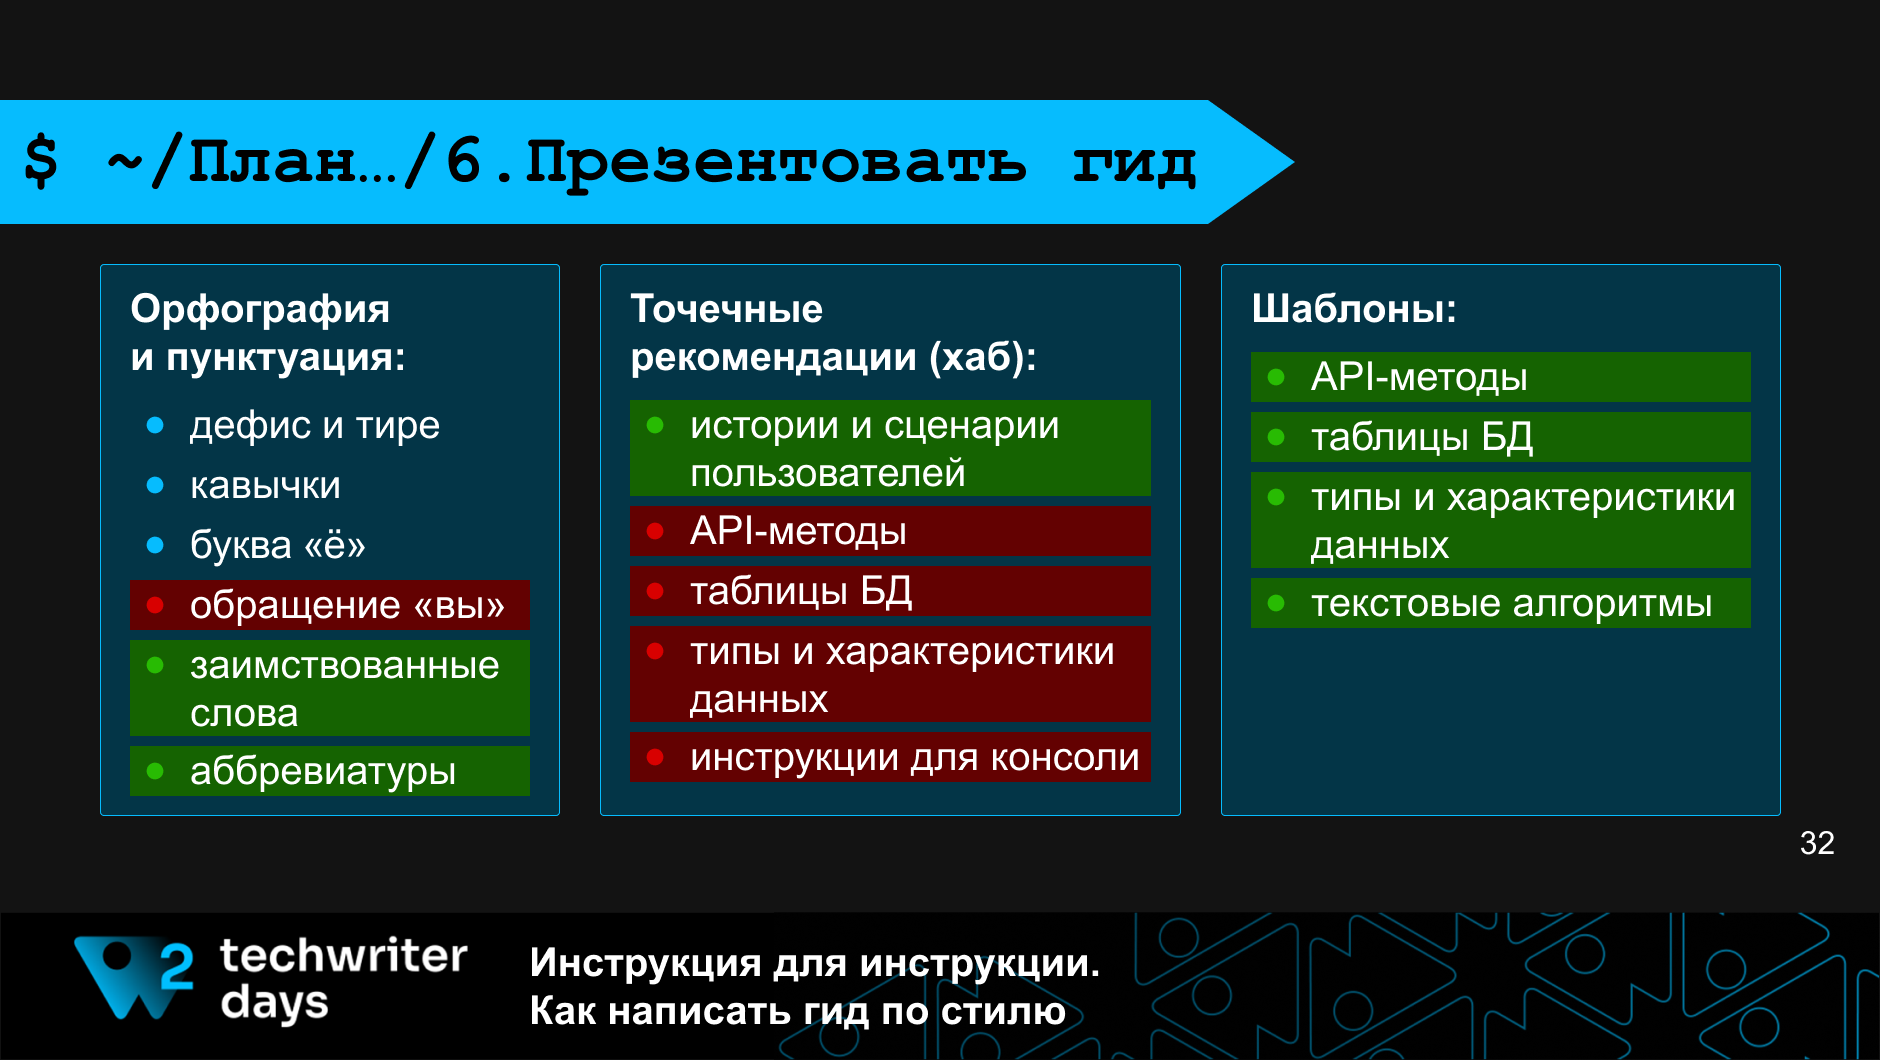 $ ~/План…/6.Презентовать гид
Орфография
и пунктуация:
дефис и тире
кавычки
буква «ё»
обращение «вы»
заимствованные
слова
аббревиатуры
Точечные
рекомендации (хаб):
истории и сценарии
пользователей
API-методы
таблицы БД
типы и характеристики
данных
инструкции для консоли
Шаблоны:
API-методы
таблицы БД
типы и характеристики
данных
текстовые алгоритмы
32
2
techwriter
days
Инструкция для инструкции.
Как написать гид по стилю